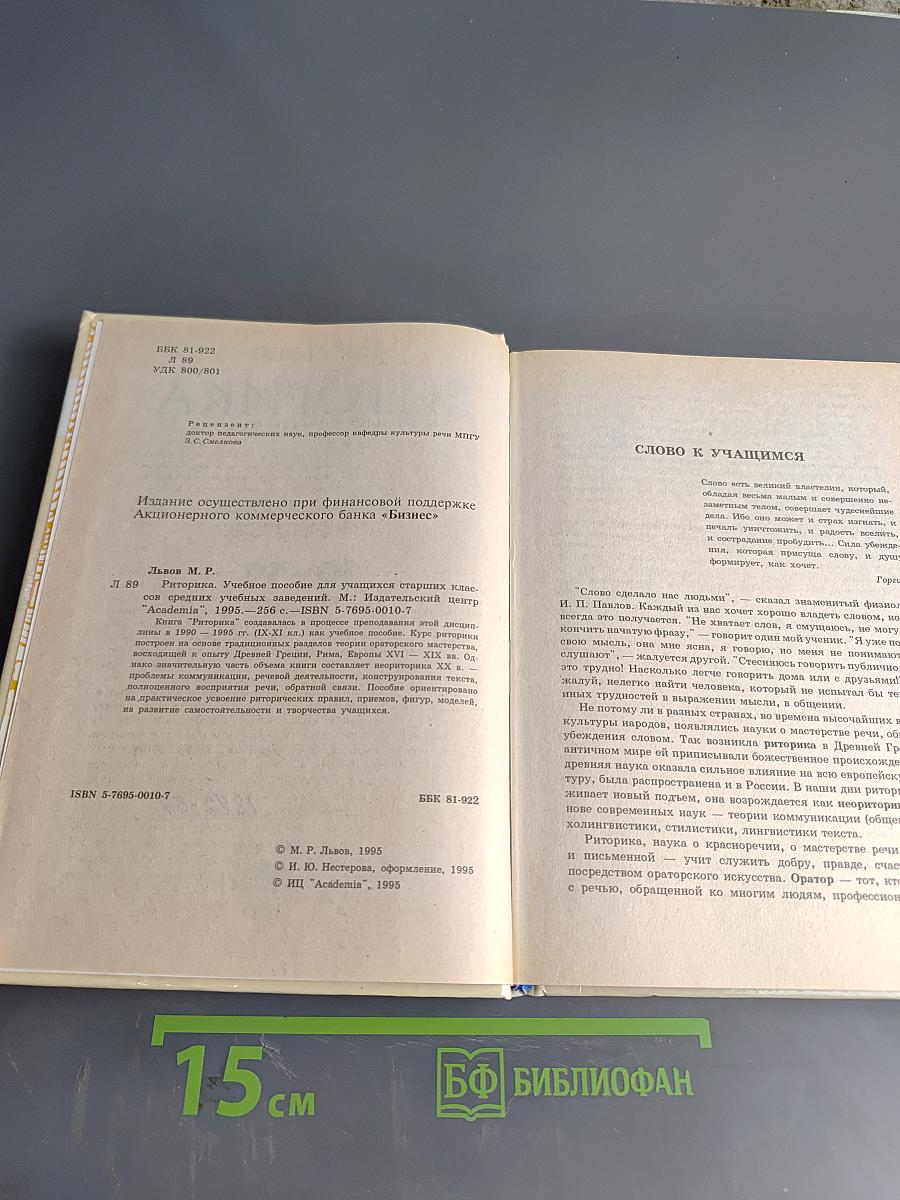 ББК 81-922
Л 89
УДК 800/801
Рецензент:
доктор педагогических наук, профессор кафедры культуры речи МПГУ
З. С. Смелкова
Издание осуществлено при финансовой поддержке
Акционерного коммерческого банка «Бизнес»
Львов М. Р.
Л 89 Риторика. Учебное пособие для учащихся старших клас-
сов средних учебных заведений. М.: Издательский центр
"Academia", 1995.—256 с.—ISBN 5-7695-0010-7
Книга "Риторика" создавалась в процессе преподавания этой дисцип-
лины в 1990 — 1995 гг. (IX-XI кл.) как учебное пособие. Курс риторики
построен на основе традиционных разделов теории ораторского мастерства,
восходящей к опыту Древней Греции, Рима, Европы XVI — XIX вв. Од-
нако значительную часть объема книги составляет неориторика XX в. —
проблемы коммуникации, речевой деятельности, конструирования текста,
полноценного восприятия речи, обратной связи. Пособие ориентировано
на практическое усвоение риторических правил, приемов, фигур, моделей,
на развитие самостоятельности и творчества учащихся.
ISBN 5-7695-0010-7 ББК 81-922
© М. Р. Львов, 1995
© И. Ю. Нестерова, оформление, 1995
© ИЦ "Academia", 1995
СЛОВО К УЧАЩИМСЯ
Слово есть великий властелин, который,
обладая весьма малым и совершенно не-
заметным телом, совершает чудеснейшие
дела. Ибо оно может и страх изгнать, и
печаль уничтожить, и радость вселить,
и сострадание пробудить... Сила убежде-
ния, которая присуща слову, и душу
формирует, как хочет.
Горги
"Слово сделало нас людьми", — сказал знаменитый физиол
И. П. Павлов. Каждый из нас хочет хорошо владеть словом, но
всегда это получается. "Не хватает слов, я смущаюсь, не могу
кончить начатую фразу," — говорит один мой ученик. "Я уже по
свою мысль, она мне ясна, я говорю, но меня не понимают
слушают", — жалуется другой. "Стесняюсь говорить публично.
это трудно! Насколько легче говорить дома или с друзьями!"
жалуй, нелегко найти человека, который не испытал бы те
иных трудностей в выражении мысли, в общении.
Не потому ли в разных странах, во времена высочайших в
культуры народов, появлялись науки о мастерстве речи, об
убеждения словом. Так возникла риторика в Древней Гр
античном мире ей приписывали божественное происхожде
древняя наука оказала сильное влияние на всю европейску
туру, была распространена и в России. В наши дни ритор
живает новый подъем, она возрождается как неориторик
нове современных наук — теории коммуникации (общен
холингвистики, стилистики, лингвистики текста.
Риторика, наука о красноречии, о мастерстве речи
и письменной — учит служить добру, правде, счаст
посредством ораторского искусства. Оратор — тот, кто
с речью, обращенной ко многим людям, профессион
15 см
БФ БИБЛИОФАН